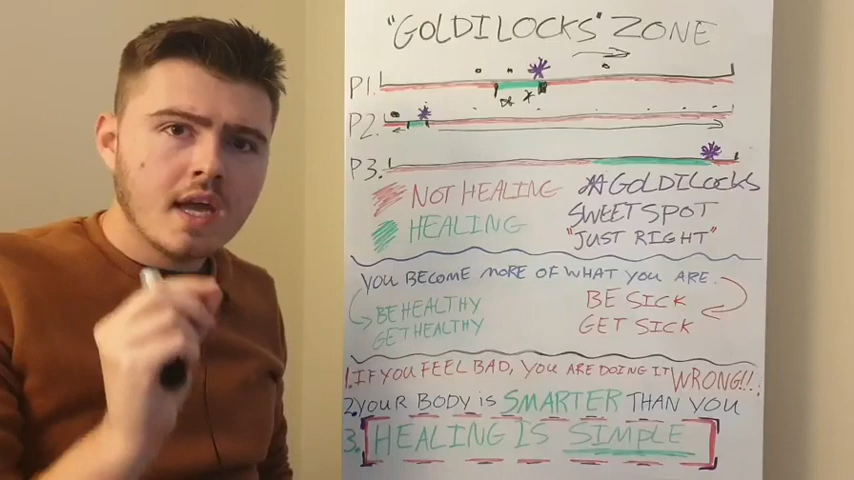 "GOLDILOCKS" ZONE
P1.
P2.
P3.
NOT HEALING
HEALING
GOLDILOCKS
SWEET SPOT
"JUST RIGHT"
YOU BECOME MORE OF WHAT YOU ARE.
BE HEALTHY
GET HEALTHY
BE SICK
GET SICK
1. IF YOU FEEL BAD, YOU ARE DOING IT WRONG!!!
2. YOUR BODY IS SMARTER THAN YOU
3. HEALING IS SIMPLE